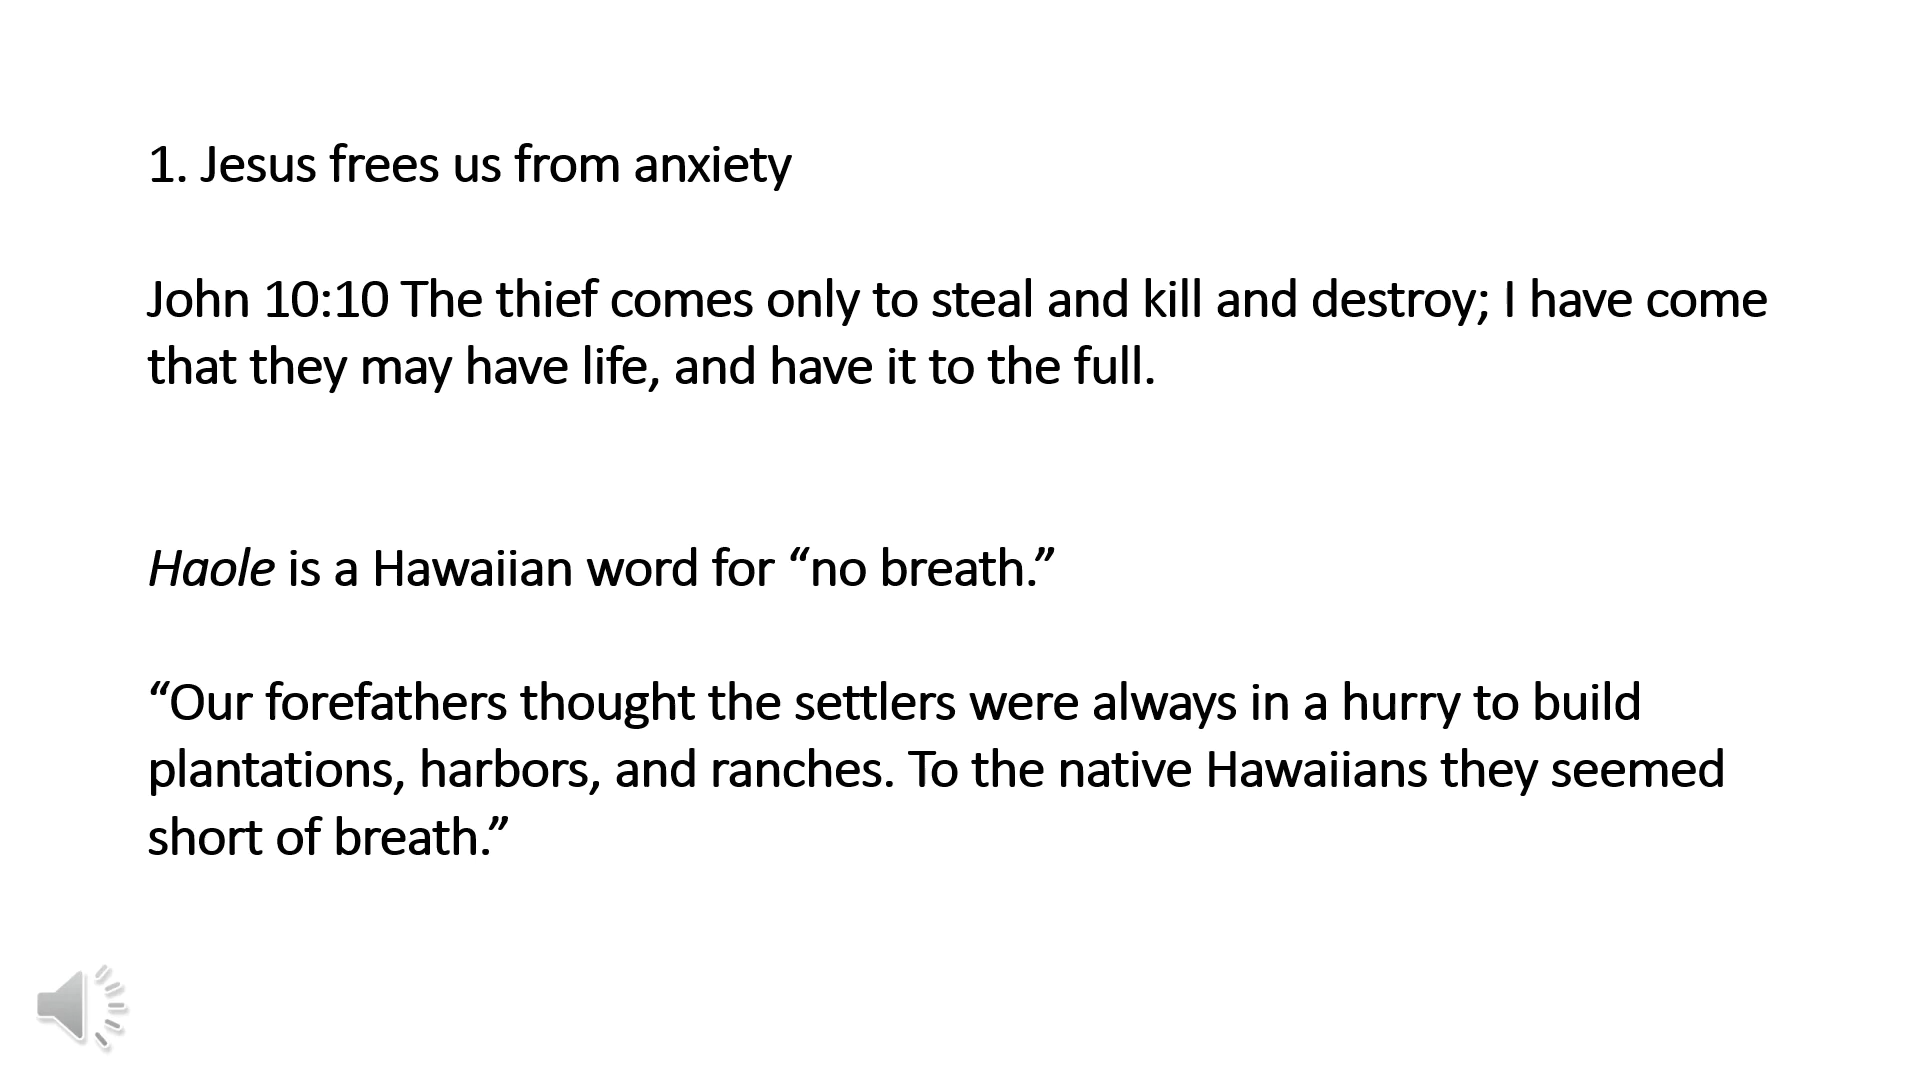 1. Jesus frees us from anxiety
John 10:10 The thief comes only to steal and kill and destroy; I have come
that they may have life, and have it to the full.
Haole is a Hawaiian word for “no breath.”
“Our forefathers thought the settlers were always in a hurry to build
plantations, harbors, and ranches. To the native Hawaiians they seemed
short of breath.”